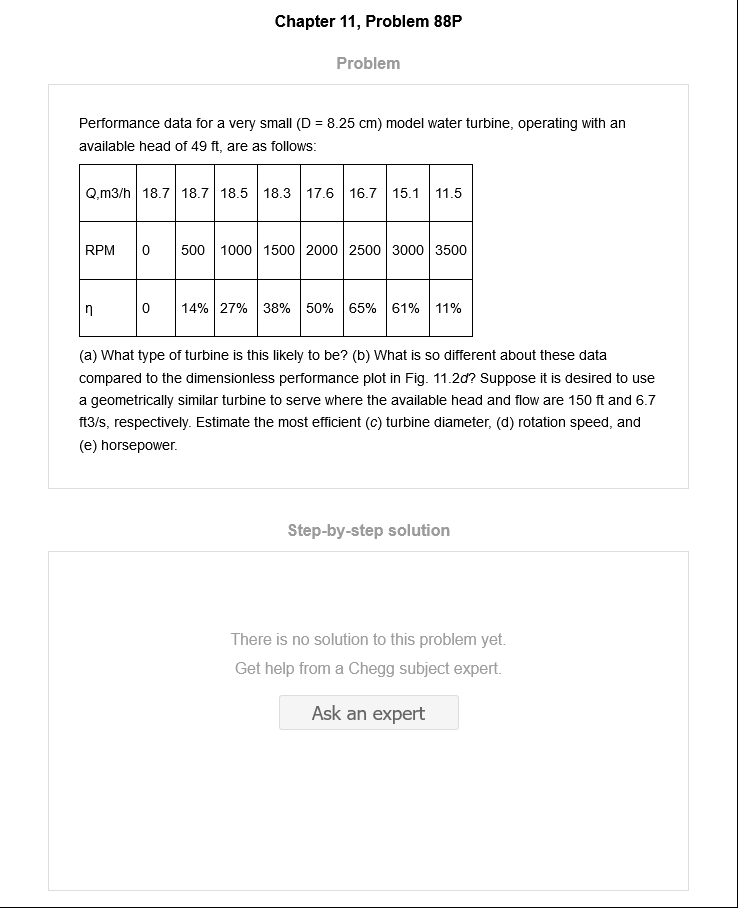 Chapter 11, Problem 88P
Problem
Performance data for a very small (D = 8.25 cm) model water turbine, operating with an
available head of 49 ft, are as follows:
Q,m3/h 18.7 18.7 18.5 18.3 17.6 16.7 15.1 11.5
RPM 0 500 1000 1500 2000 2500 3000 3500
η 0 14% 27% 38% 50% 65% 61% 11%
(a) What type of turbine is this likely to be? (b) What is so different about these data
compared to the dimensionless performance plot in Fig. 11.2d? Suppose it is desired to use
a geometrically similar turbine to serve where the available head and flow are 150 ft and 6.7
ft3/s, respectively. Estimate the most efficient (c) turbine diameter, (d) rotation speed, and
(e) horsepower.
Step-by-step solution
There is no solution to this problem yet.
Get help from a Chegg subject expert.
Ask an expert